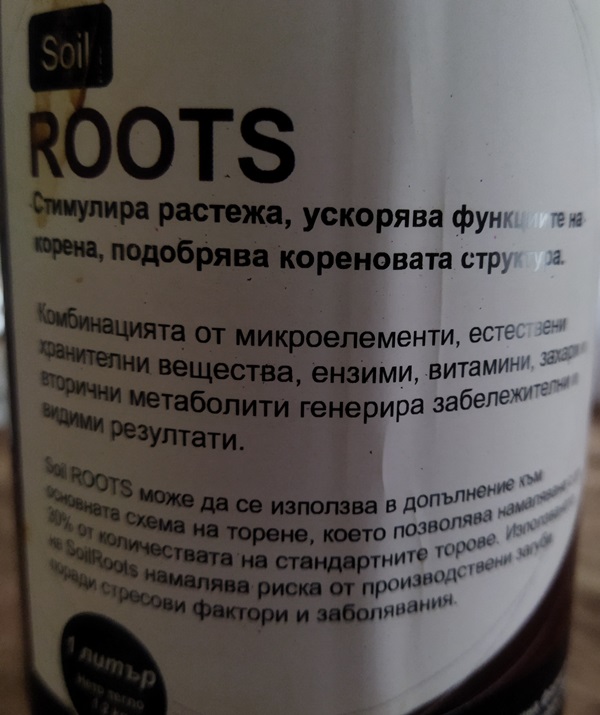 Soil
ROOTS
Стимулира растежа, ускорява функциите на
корена, подобрява кореновата структура.
Комбинацията от микроелементи, естествени
хранителни вещества, ензими, витамини, захари и
вторични метаболити генерира забележителни и
видими резултати.
Soil ROOTS може да се използва в допълнение към
основната схема на торене, което позволява намаляване
30% от количествата на стандартните торове. Използването
на SoilRoots намалява риска от производствени загуби
поради стресови фактори и заболявания.
1 литър
Нето тегло